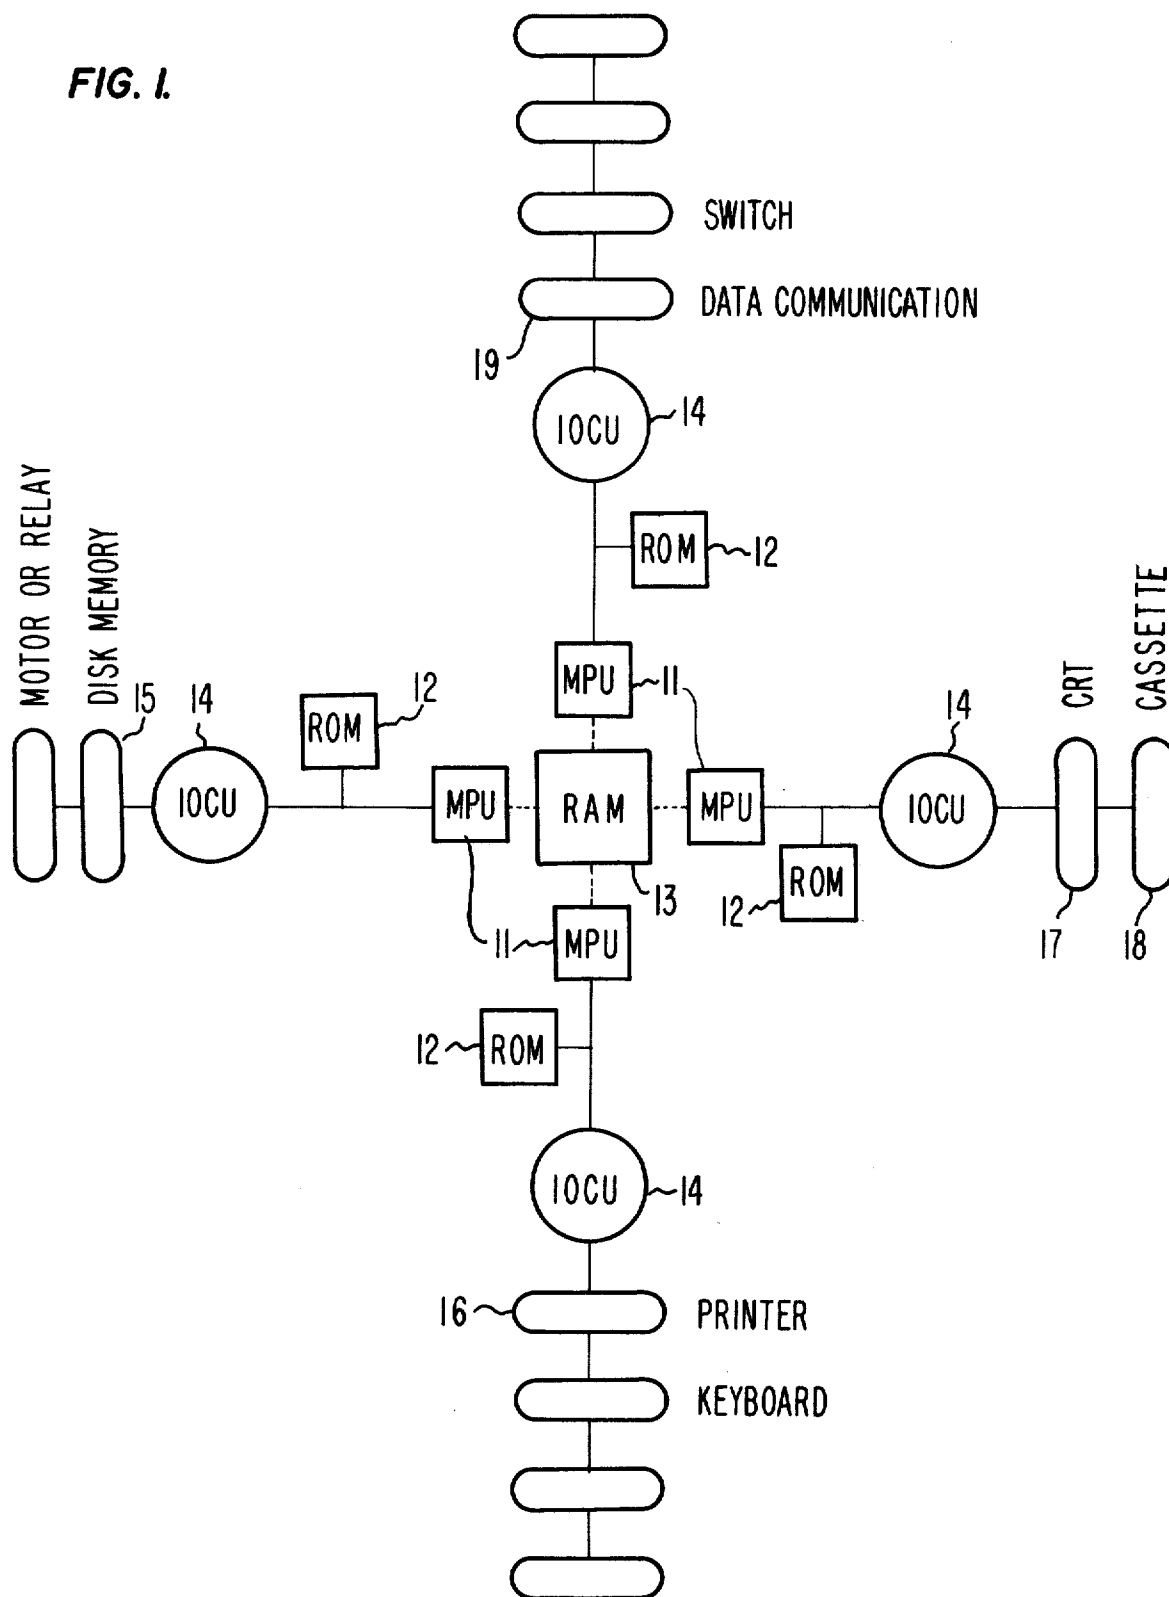 FIG. 1.
SWITCH
DATA COMMUNICATION
19
IOCU
14
ROM
12
MOTOR OR RELAY
DISK MEMORY
15
14
IOCU
12
ROM
MPU
11
MPU
RAM
13
MPU
14
IOCU
CRT
CASSETTE
ROM
12
17
18
11
MPU
12
ROM
IOCU
14
16
PRINTER
KEYBOARD